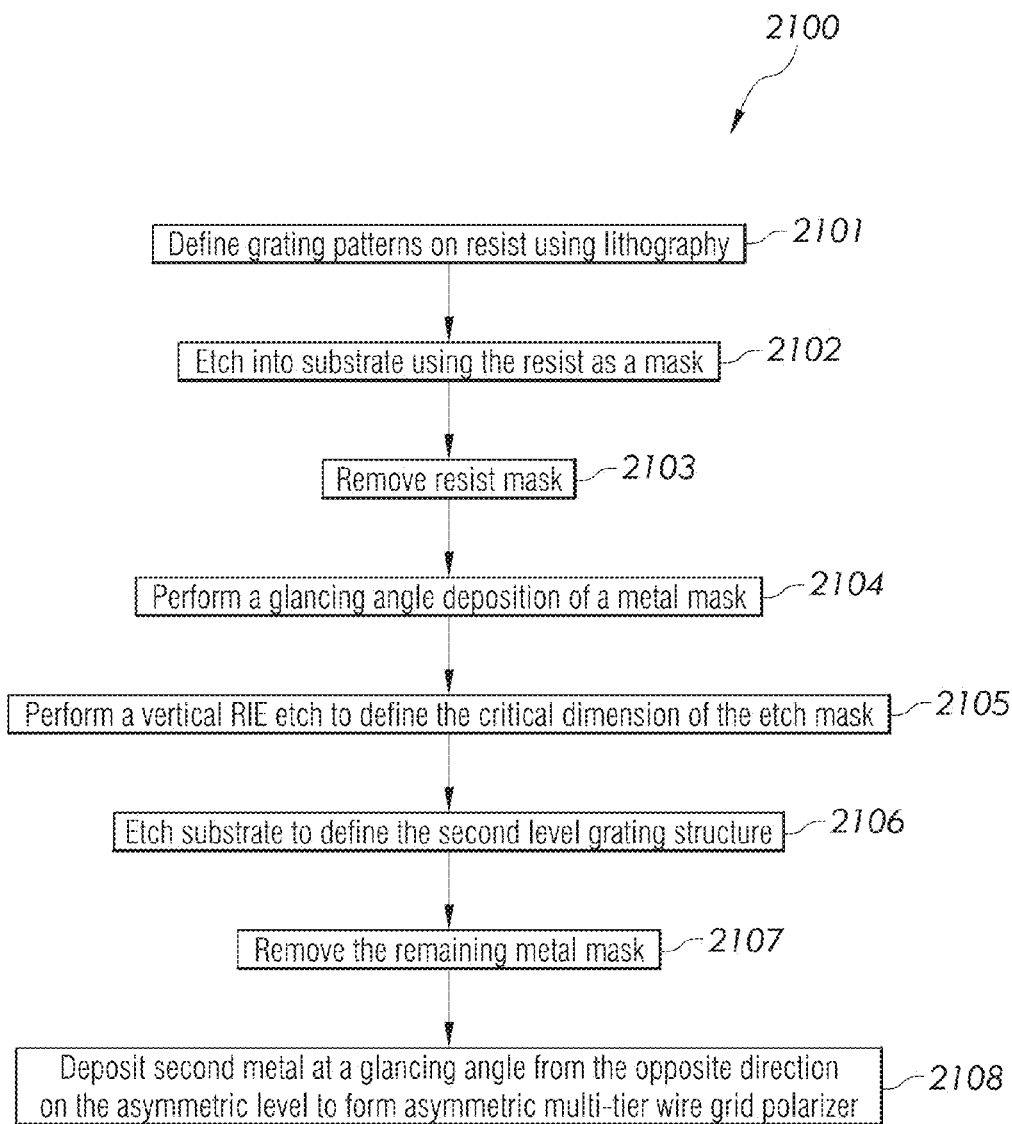 2100
Define grating patterns on resist using lithography
2101
Etch into substrate using the resist as a mask
2102
Remove resist mask
2103
Perform a glancing angle deposition of a metal mask
2104
Perform a vertical RIE etch to define the critical dimension of the etch mask
2105
Etch substrate to define the second level grating structure
2106
Remove the remaining metal mask
2107
Deposit second metal at a glancing angle from the opposite direction
on the asymmetric level to form asymmetric multi-tier wire grid polarizer
2108